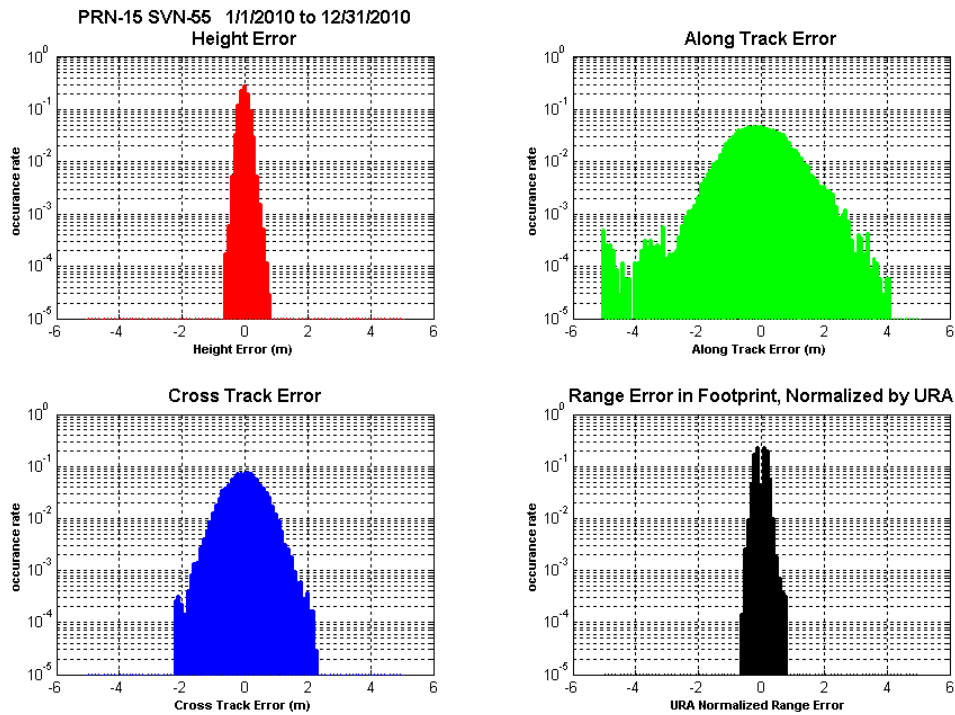 PRN-15 SVN-55 1/1/2010 to 12/31/2010
Height Error
10^0
10^-1
10^-2
10^-3
10^-4
10^-5
occurance rate
-6 -4 -2 0 2 4 6
Height Error (m)
Along Track Error
10^0
10^-1
10^-2
10^-3
10^-4
10^-5
occurance rate
-6 -4 -2 0 2 4 6
Along Track Error (m)
Cross Track Error
10^0
10^-1
10^-2
10^-3
10^-4
10^-5
occurance rate
-6 -4 -2 0 2 4 6
Cross Track Error (m)
Range Error in Footprint, Normalized by URA
10^0
10^-1
10^-2
10^-3
10^-4
10^-5
occurance rate
-6 -4 -2 0 2 4 6
URA Normalized Range Error